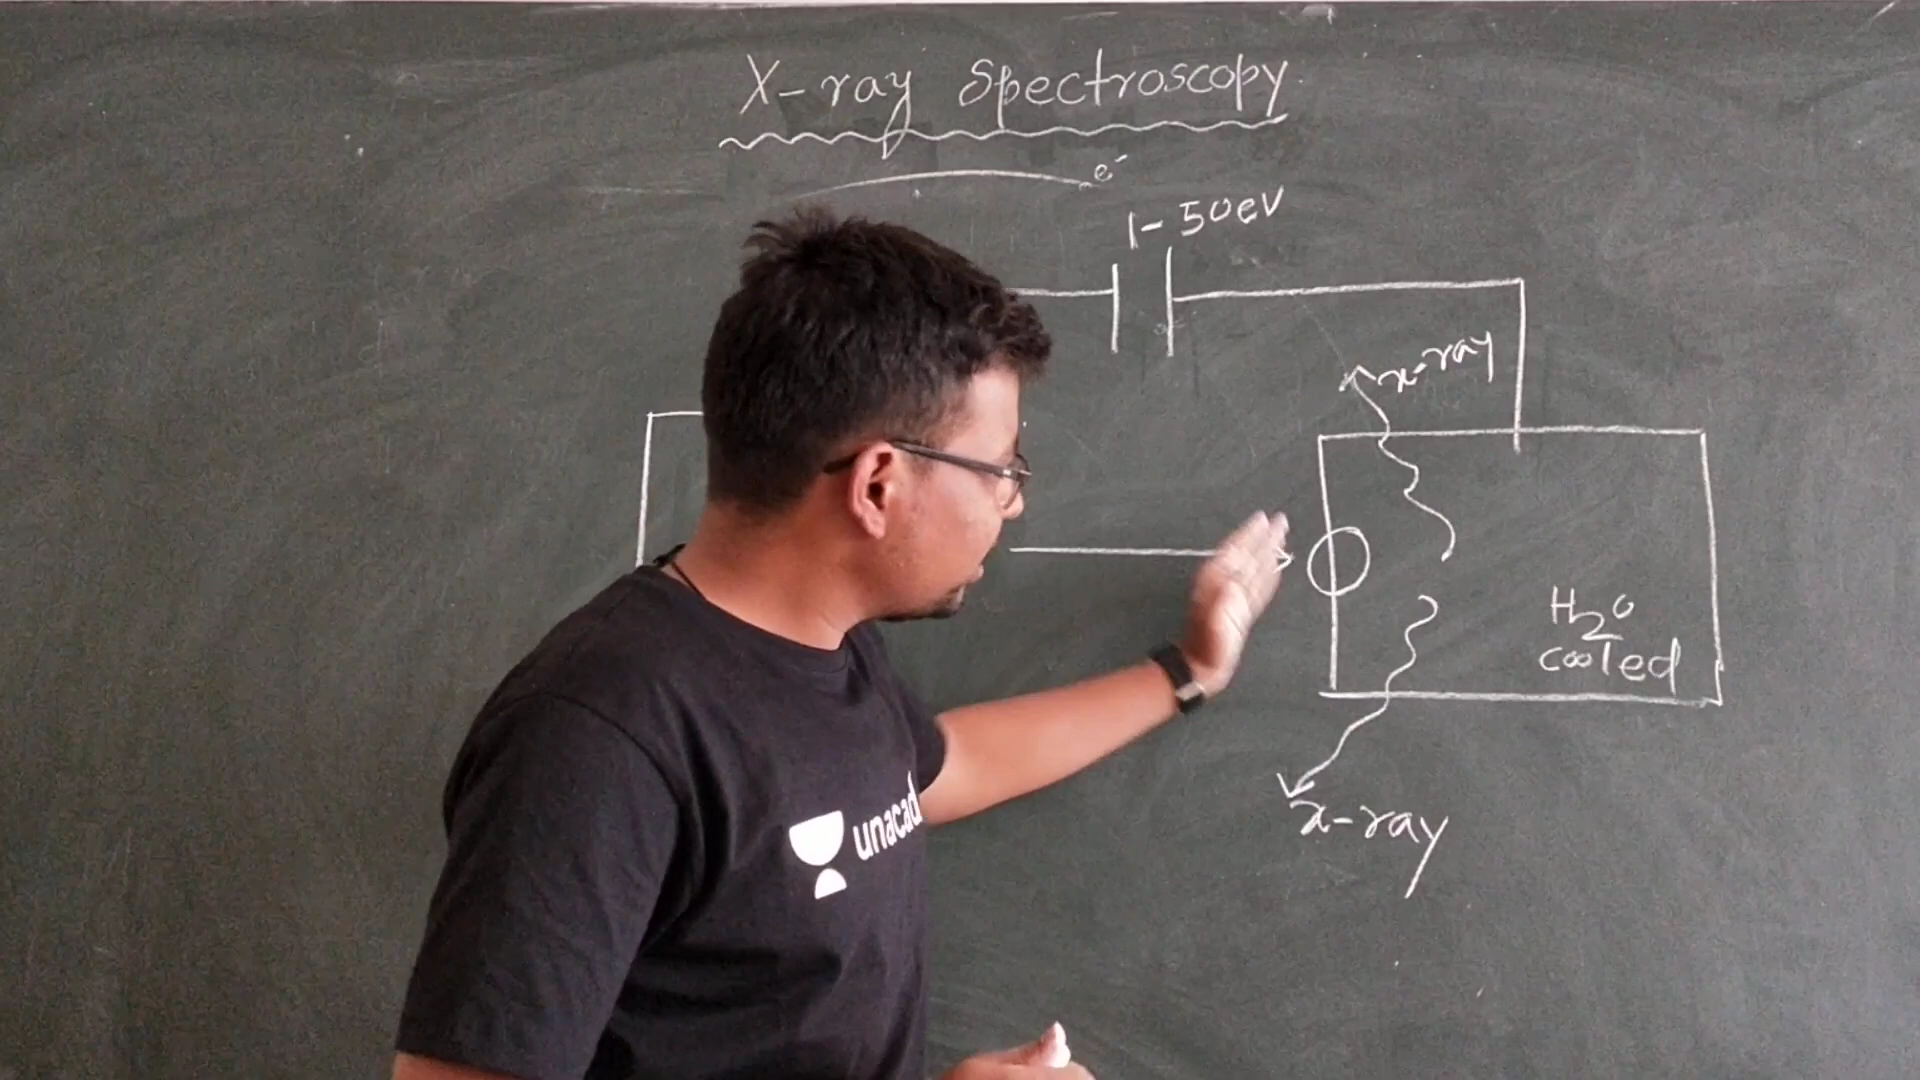 X-ray Spectroscopy
e-
1-50eV
x-ray
H2O
cooled
x-ray
unacad